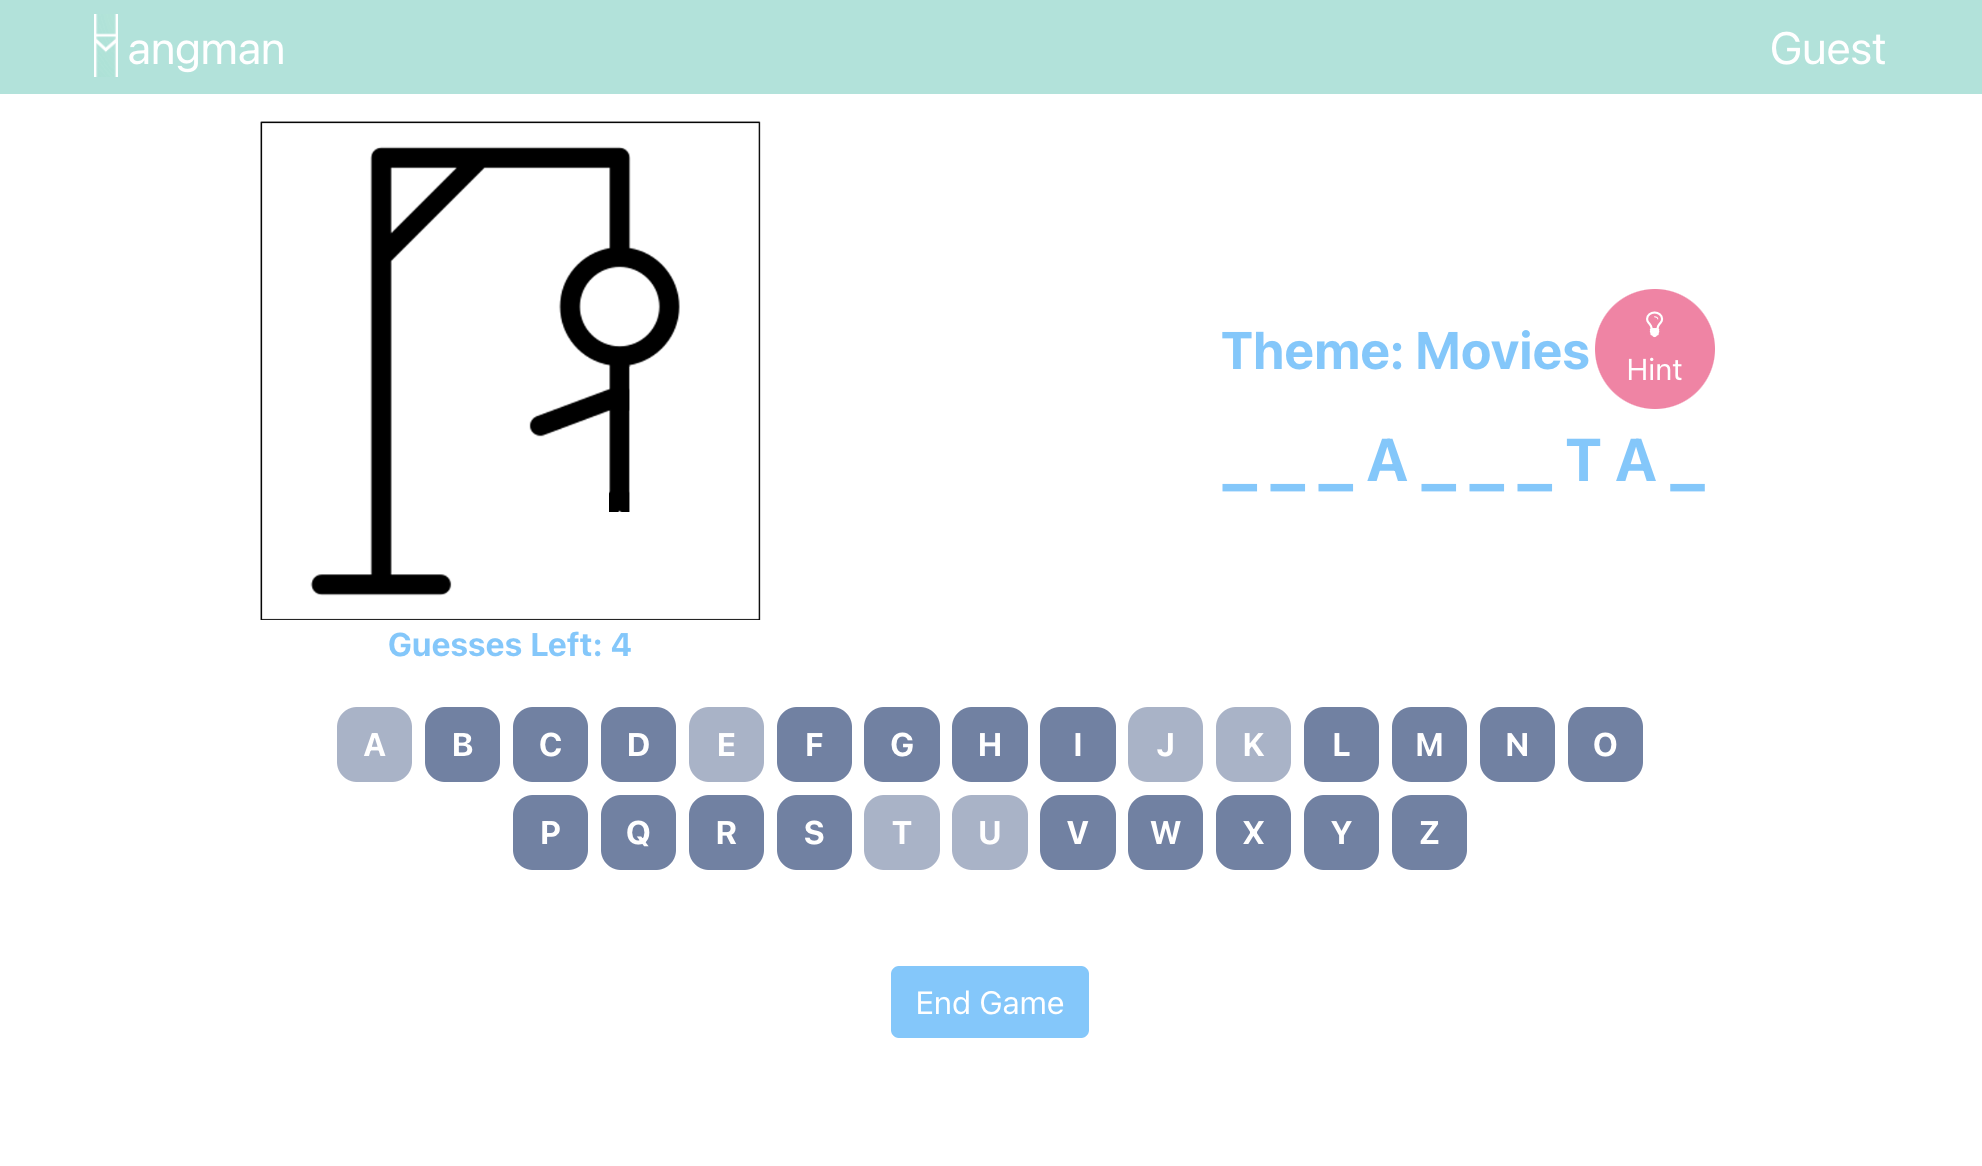 Hangman
Guest
Theme: Movies
Hint
_ _ _ A _ _ _ T A _
Guesses Left: 4
A B C D E F G H I J K L M N O
P Q R S T U V W X Y Z
End Game